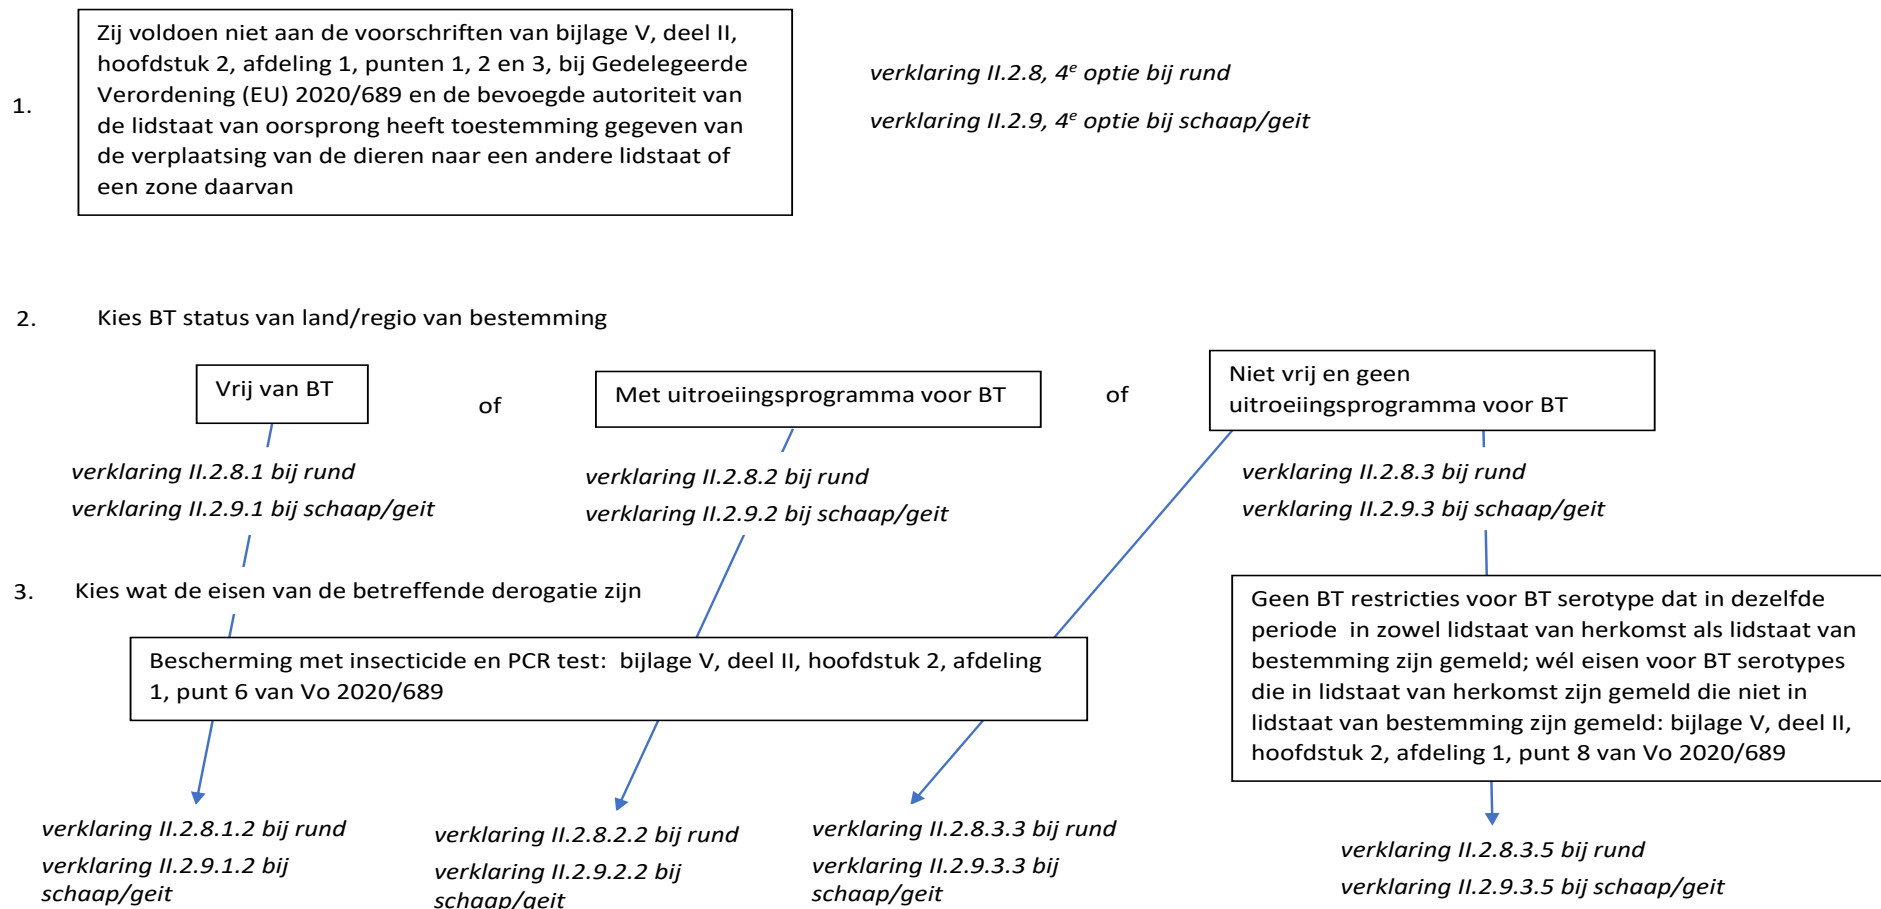 1.
Zij voldoen niet aan de voorschriften van bijlage V, deel II,
hoofdstuk 2, afdeling 1, punten 1, 2 en 3, bij Gedelegeerde
Verordening (EU) 2020/689 en de bevoegde autoriteit van
de lidstaat van oorsprong heeft toestemming gegeven van
de verplaatsing van de dieren naar een andere lidstaat of
een zone daarvan
verklaring II.2.8, 4e optie bij rund
verklaring II.2.9, 4e optie bij schaap/geit
2. Kies BT status van land/regio van bestemming
Vrij van BT
of
Met uitroeiingsprogramma voor BT
of
Niet vrij en geen
uitroeiingsprogramma voor BT
verklaring II.2.8.1 bij rund
verklaring II.2.9.1 bij schaap/geit
verklaring II.2.8.2 bij rund
verklaring II.2.9.2 bij schaap/geit
verklaring II.2.8.3 bij rund
verklaring II.2.9.3 bij schaap/geit
3. Kies wat de eisen van de betreffende derogatie zijn
Bescherming met insecticide en PCR test: bijlage V, deel II, hoofdstuk 2, afdeling
1, punt 6 van Vo 2020/689
Geen BT restricties voor BT serotype dat in dezelfde
periode in zowel lidstaat van herkomst als lidstaat van
bestemming zijn gemeld; wél eisen voor BT serotypes
die in lidstaat van herkomst zijn gemeld die niet in
lidstaat van bestemming zijn gemeld: bijlage V, deel II,
hoofdstuk 2, afdeling 1, punt 8 van Vo 2020/689
verklaring II.2.8.1.2 bij rund
verklaring II.2.9.1.2 bij
schaap/geit
verklaring II.2.8.2.2 bij rund
verklaring II.2.9.2.2 bij
schaap/geit
verklaring II.2.8.3.3 bij rund
verklaring II.2.9.3.3 bij
schaap/geit
verklaring II.2.8.3.5 bij rund
verklaring II.2.9.3.5 bij schaap/geit